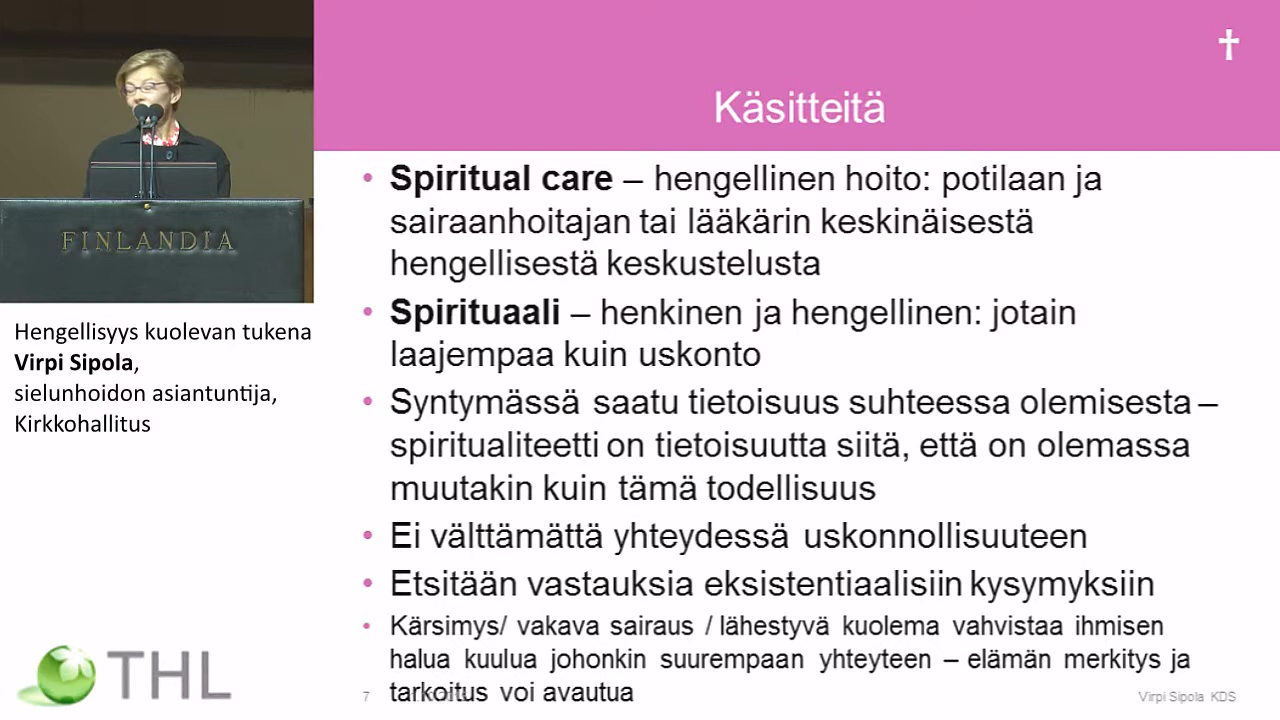 FINLANDIA
Hengellisyys kuolevan tukena
Virpi Sipola,
sielunhoidon asiantuntija,
Kirkkohallitus
THL
Käsitteitä
• Spiritual care – hengellinen hoito: potilaan ja
sairaanhoitajan tai lääkärin keskinäisestä
hengellisestä keskustelusta
• Spirituaali – henkinen ja hengellinen: jotain
laajempaa kuin uskonto
• Syntymässä saatu tietoisuus suhteessa olemisesta –
spiritualiteetti on tietoisuutta siitä, että on olemassa
muutakin kuin tämä todellisuus
• Ei välttämättä yhteydessä uskonnollisuuteen
• Etsitään vastauksia eksistentiaalisiin kysymyksiin
• Kärsimys/ vakava sairaus / lähestyvä kuolema vahvistaa ihmisen
halua kuulua johonkin suurempaan yhteyteen – elämän merkitys ja
tarkoitus voi avautua
7
Virpi Sipola KDS